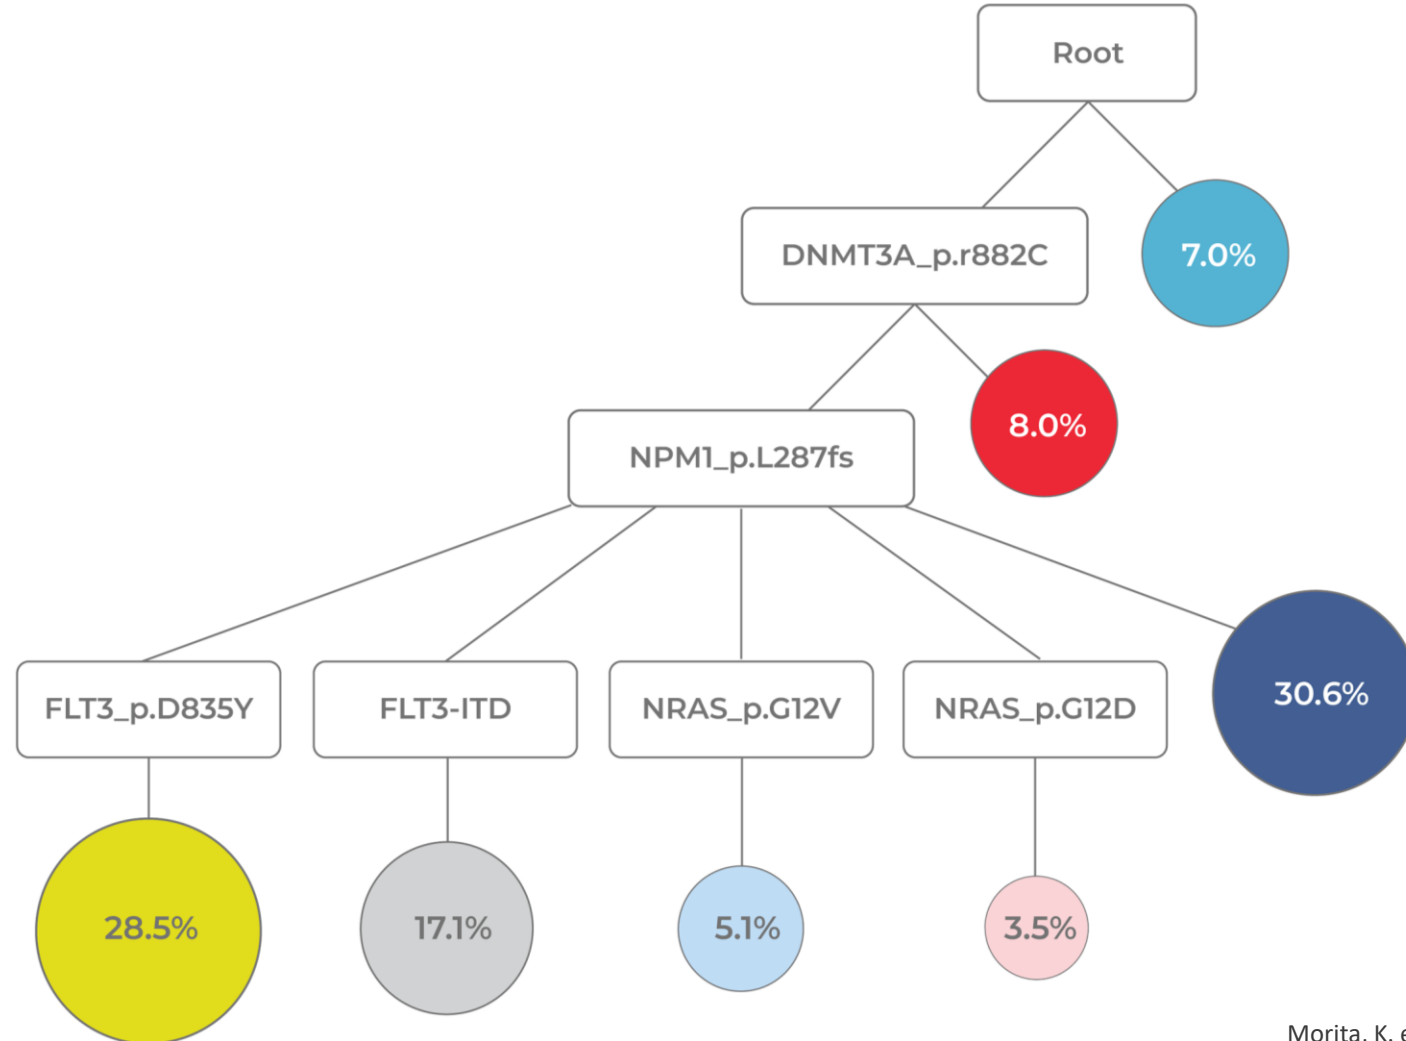 Root
DNMT3A_p.r882C
7.0%
8.0%
NPM1_p.L287fs
FLT3_p.D835Y
FLT3-ITD
NRAS_p.G12V
NRAS_p.G12D
30.6%
28.5%
17.1%
5.1%
3.5%
Morita, K. e